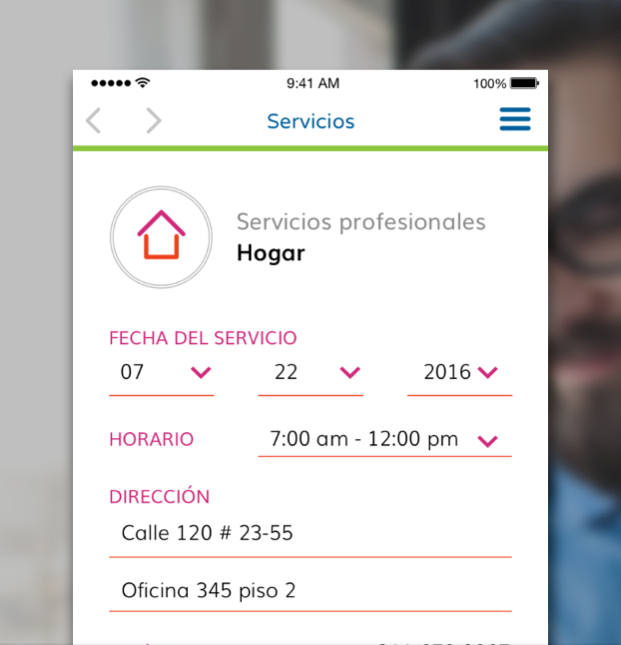 9:41 AM 100%
Servicios
Servicios profesionales
Hogar
FECHA DEL SERVICIO
07 22 2016
HORARIO 7:00 am - 12:00 pm
DIRECCIÓN
Calle 120 # 23-55
Oficina 345 piso 2